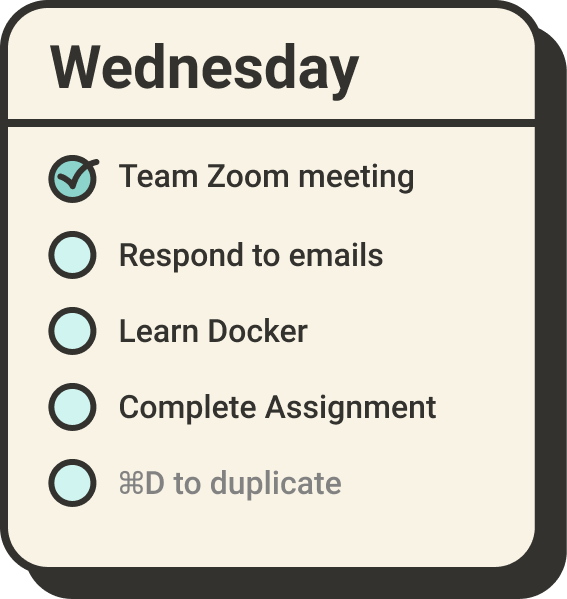 Wednesday
Team Zoom meeting
Respond to emails
Learn Docker
Complete Assignment
⌘D to duplicate